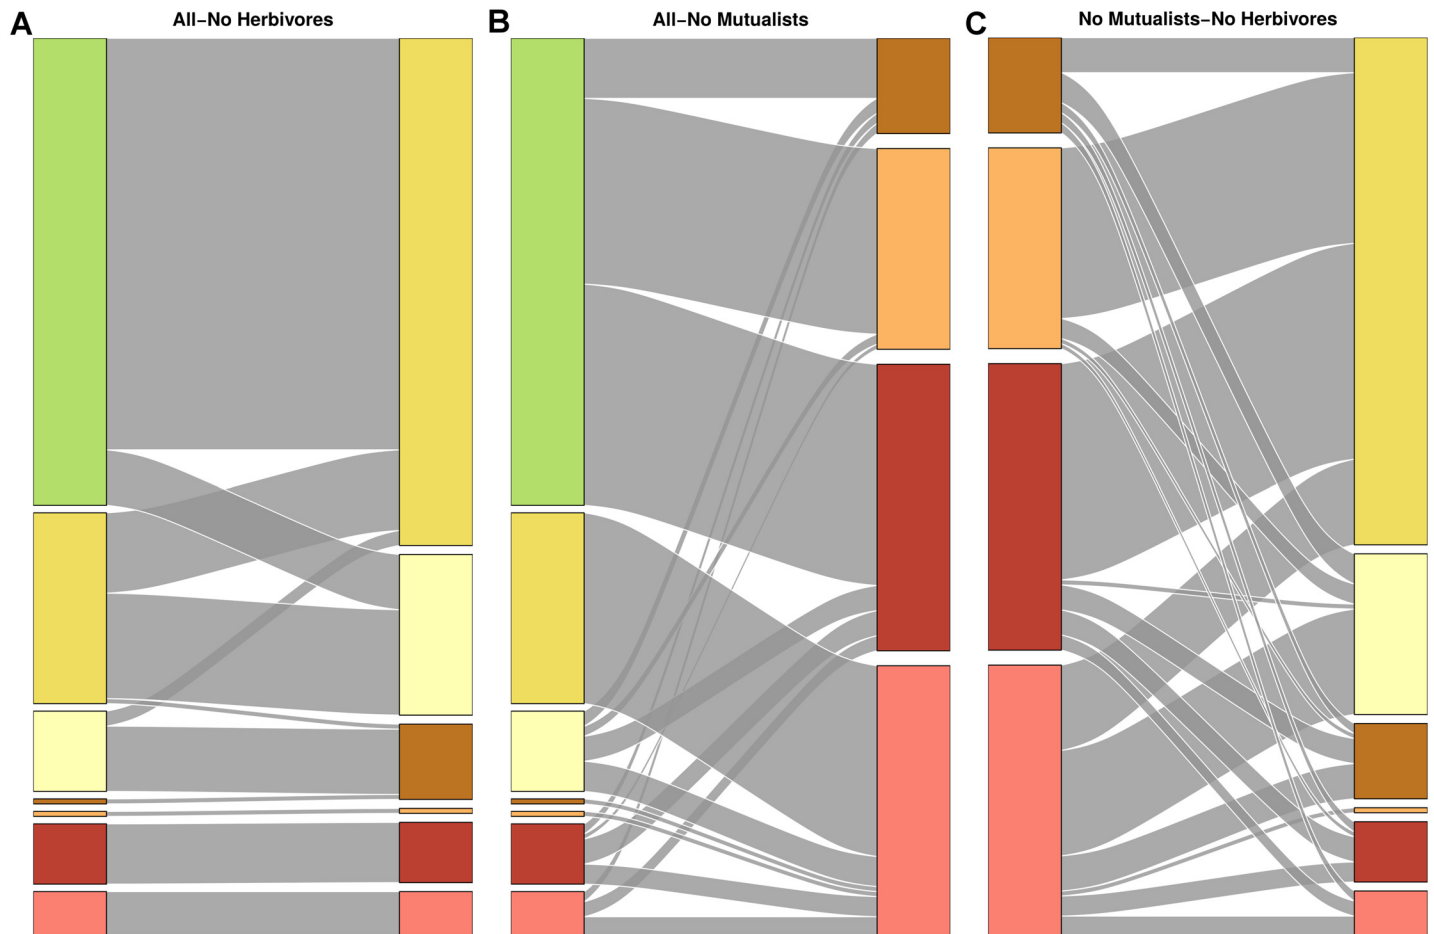 A All–No Herbivores
B All–No Mutualists
C No Mutualists–No Herbivores